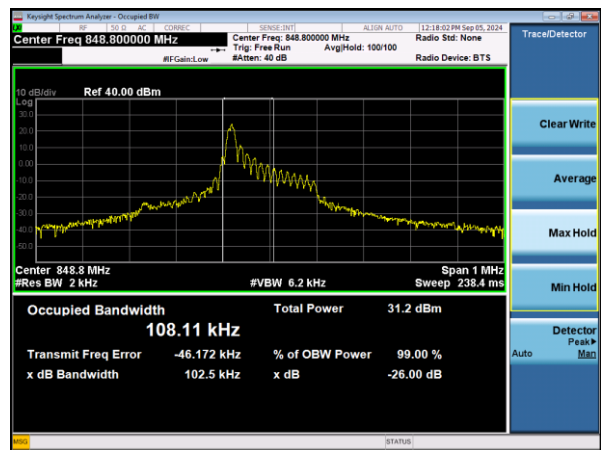 Keysight Spectrum Analyzer - Occupied BW
RF 50 Ω AC CORREC SENSE:INT ALIGN AUTO 12:18:02 PM Sep 05, 2024
Center Freq 848.800000 MHz Center Freq: 848.800000 MHz Radio Std: None
Trig: Free Run Avg|Hold: 100/100
#IFGain:Low #Atten: 40 dB Radio Device: BTS
Trace/Detector
10 dB/div Ref 40.00 dBm
Log
30.0
20.0
10.0
0.00
-10.0
-20.0
-30.0
-40.0
-50.0
Center 848.8 MHz Span 1 MHz
#Res BW 2 kHz #VBW 6.2 kHz Sweep 238.4 ms
Occupied Bandwidth Total Power 31.2 dBm
108.11 kHz
Transmit Freq Error -46.172 kHz % of OBW Power 99.00 %
x dB Bandwidth 102.5 kHz x dB -26.00 dB
Clear Write
Average
Max Hold
Min Hold
Detector
Peak▶
Auto Man
MSG STATUS